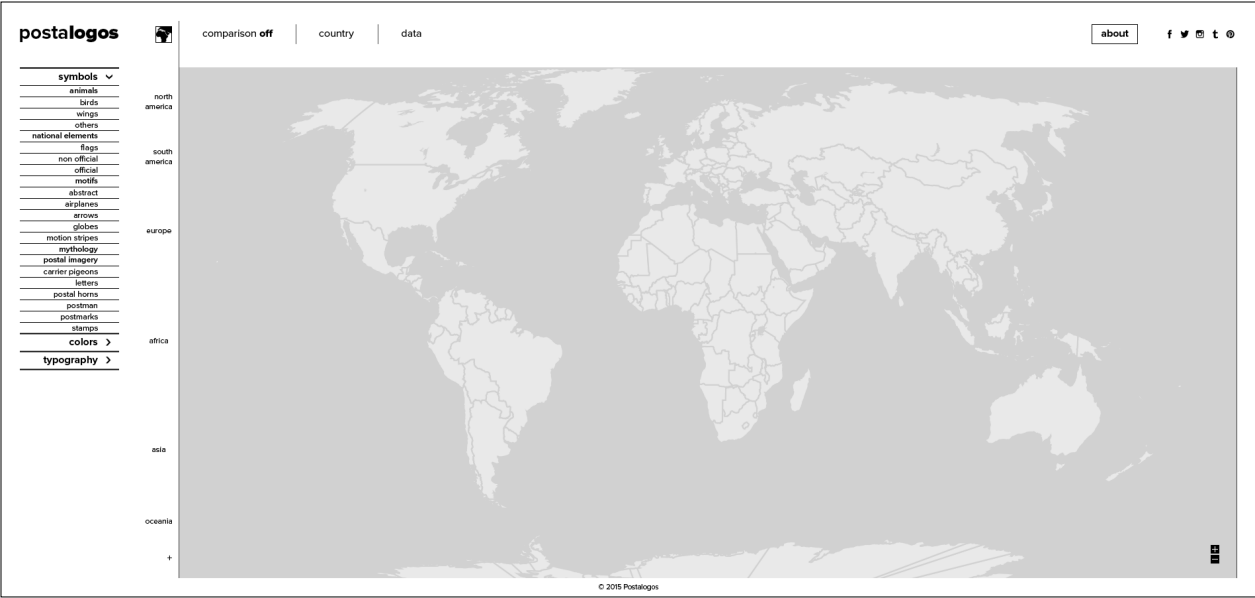 postalogos
comparison off
country
data
about
symbols
animals
birds
wings
others
national elements
flags
non official
official
motifs
abstract
airplanes
arrows
globes
motion stripes
mythology
postal imagery
carrier pigeons
letters
postal horns
postman
postmarks
stamps
colors
typography
north
america
south
america
europe
africa
asia
oceania
+
© 2015 Postalogos